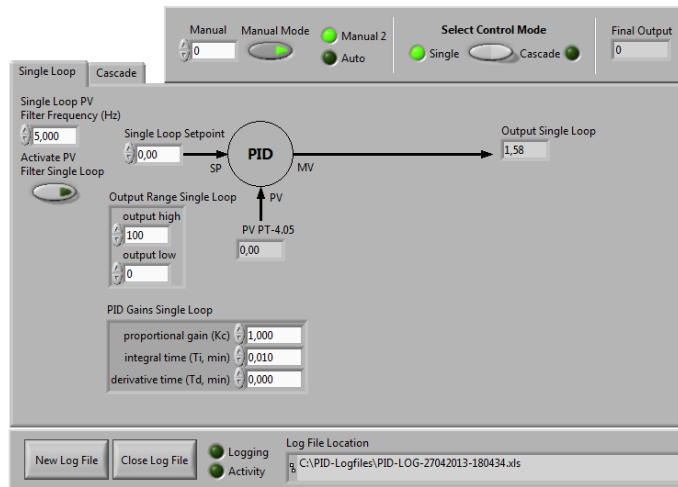 Manual
Manual Mode
Manual 2
Select Control Mode
Final Output
0
Auto
Single
Cascade
0
Single Loop
Cascade
Single Loop PV
Filter Frequency (Hz)
5,000
Single Loop Setpoint
0,00
SP
PID
MV
Output Single Loop
1,58
Activate PV
Filter Single Loop
PV
Output Range Single Loop
output high
100
output low
0
PV PT-4.05
0,00
PID Gains Single Loop
proportional gain (Kc)
1,000
integral time (Ti, min)
0,010
derivative time (Td, min)
0,000
New Log File
Close Log File
Logging
Activity
Log File Location
C:\PID-Logfiles\PID-LOG-27042013-180434.xls